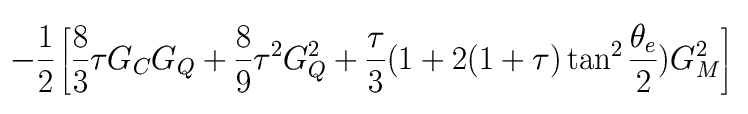 $-\frac{1}{2}\left[\frac{8}{3}\tau G_C G_Q + \frac{8}{9}\tau^2 G_Q^2 + \frac{\tau}{3}(1 + 2(1+\tau)\tan^2\frac{\theta_e}{2})G_M^2\right]$